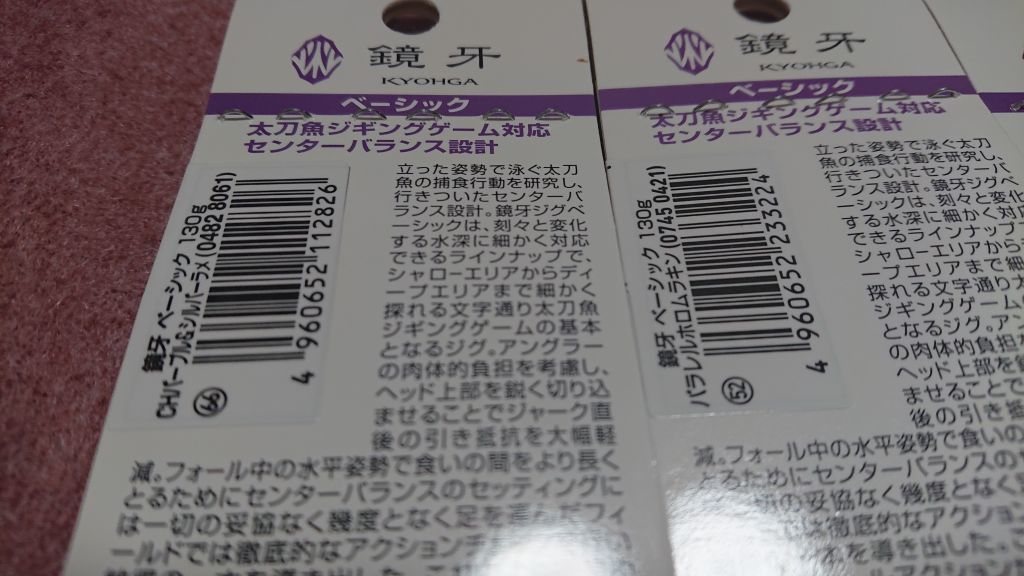 鏡牙
KYOHGA
ベーシック
太刀魚ジギングゲーム対応
センターバランス設計
鏡牙 ベーシック 130g
CHパープル&シルバーラメ(0482 8061)
4 960652 112826
66
立った姿勢で泳ぐ太刀
魚の捕食行動を研究し、
行きついたセンターバ
ランス設計。鏡牙ジグベ
ーシックは、刻々と変化
する水深に細かく対応
できるラインナップで、
シャローエリアからディ
ープエリアまで細かく
探れる文字通り太刀魚
ジギングゲームの基本
となるジグ。アングラー
の肉体的負担を考慮し、
ヘッド上部を鋭く切り込
ませることでジャーク直
後の引き抵抗を大幅軽
減。フォール中の水平姿勢で食いの間をより長く
とるためにセンターバランスのセッティングに
は一切の妥協なく幾度となく足を運んだフィ
ールドでは徹底的なアクション
鏡牙
KYOHGA
ベーシック
太刀魚ジギングゲーム対応
センターバランス設計
鏡牙 ベーシック 130g
パラレルホロムラキン(0745 0421)
4 960652 233224
52
立った姿勢で泳ぐ太刀
魚の捕食行動を研究し、
行きついたセンターバ
ランス設計。鏡牙ジグベ
ーシックは、刻々と変化
する水深に細かく対
できるラインナップ
シャローエリアから
ープエリアまで細
探れる文字通り太
ジギングゲーム
となるジグ。アン
の肉体的負担
ヘッド上部を
ませることで
後の引き
減。フォール中の水平姿勢で食いの
とるためにセンターバランスの
切の妥協なく幾度となく
は徹底的なアクション
を導き出した。